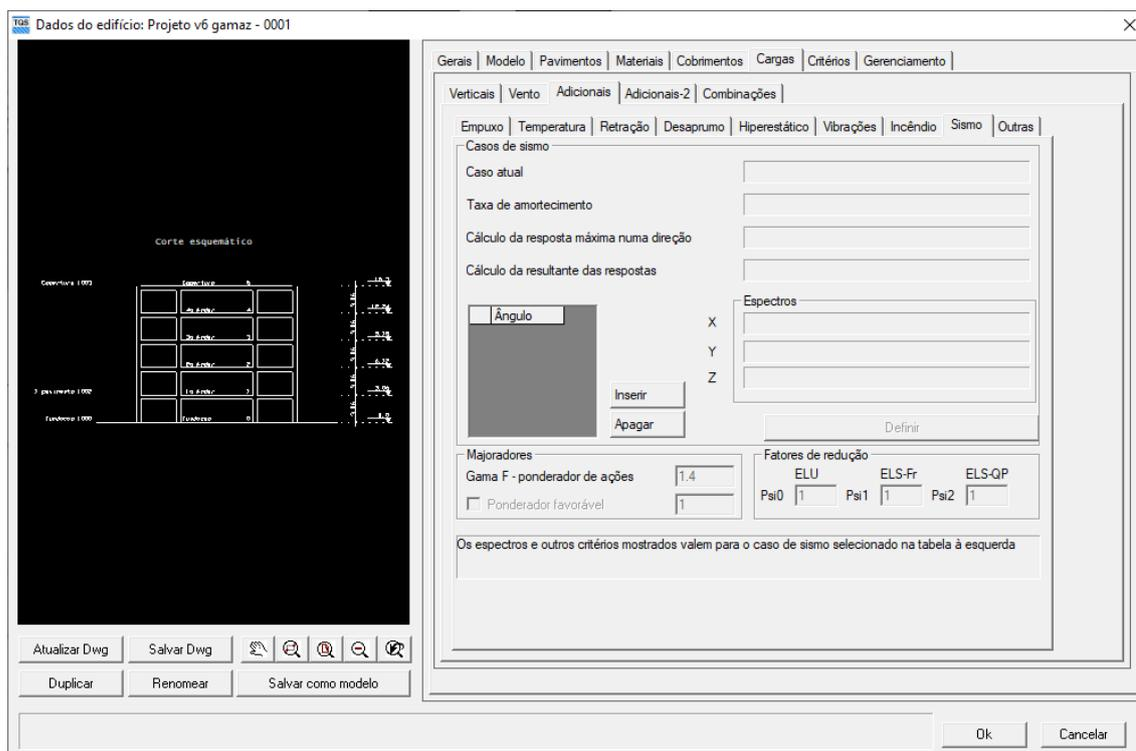 TQS Dados do edifício: Projeto v6 gamaz - 0001
Gerais Modelo Pavimentos Materiais Cobrimentos Cargas Critérios Gerenciamento
Verticais Vento Adicionais Adicionais-2 Combinações
Empuxo Temperatura Retração Desaprumo Hiperestático Vibrações Incêndio Sismo Outras
Casos de sismo
Caso atual
Taxa de amortecimento
Cálculo da resposta máxima numa direção
Cálculo da resultante das respostas
Ângulo
Espectros
X
Y
Z
Inserir
Apagar
Definir
Majoradores
Gama F - ponderador de ações 1.4
Ponderador favorável 1
Fatores de redução
ELU ELS-Fr ELS-QP
Psi0 1 Psi1 1 Psi2 1
Os espectros e outros critérios mostrados valem para o caso de sismo selecionado na tabela à esquerda
Corte esquemático
Atualizar Dwg Salvar Dwg
Duplicar Renomear Salvar como modelo
Ok Cancelar